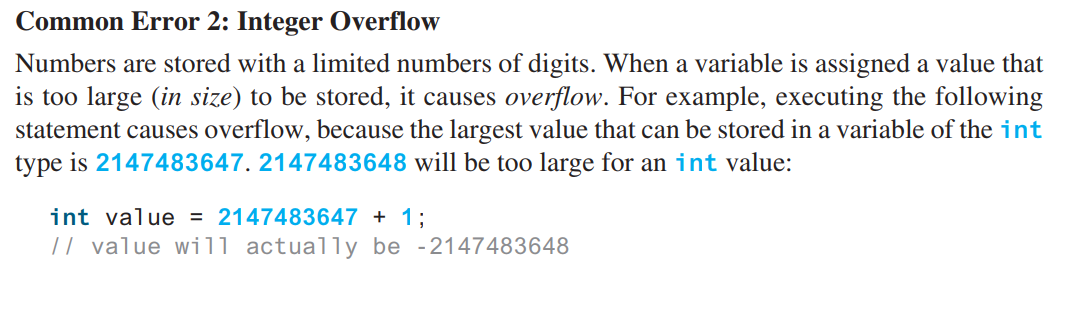 Common Error 2: Integer Overflow
Numbers are stored with a limited numbers of digits. When a variable is assigned a value that
is too large (in size) to be stored, it causes overflow. For example, executing the following
statement causes overflow, because the largest value that can be stored in a variable of the int
type is 2147483647. 2147483648 will be too large for an int value:
int value = 2147483647 + 1;
// value will actually be -2147483648